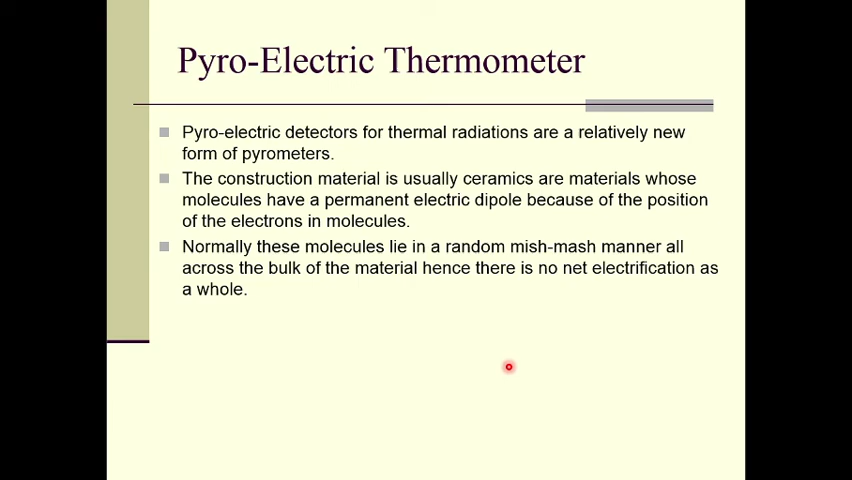 Pyro-Electric Thermometer
Pyro-electric detectors for thermal radiations are a relatively new
form of pyrometers.
The construction material is usually ceramics are materials whose
molecules have a permanent electric dipole because of the position
of the electrons in molecules.
Normally these molecules lie in a random mish-mash manner all
across the bulk of the material hence there is no net electrification as
a whole.